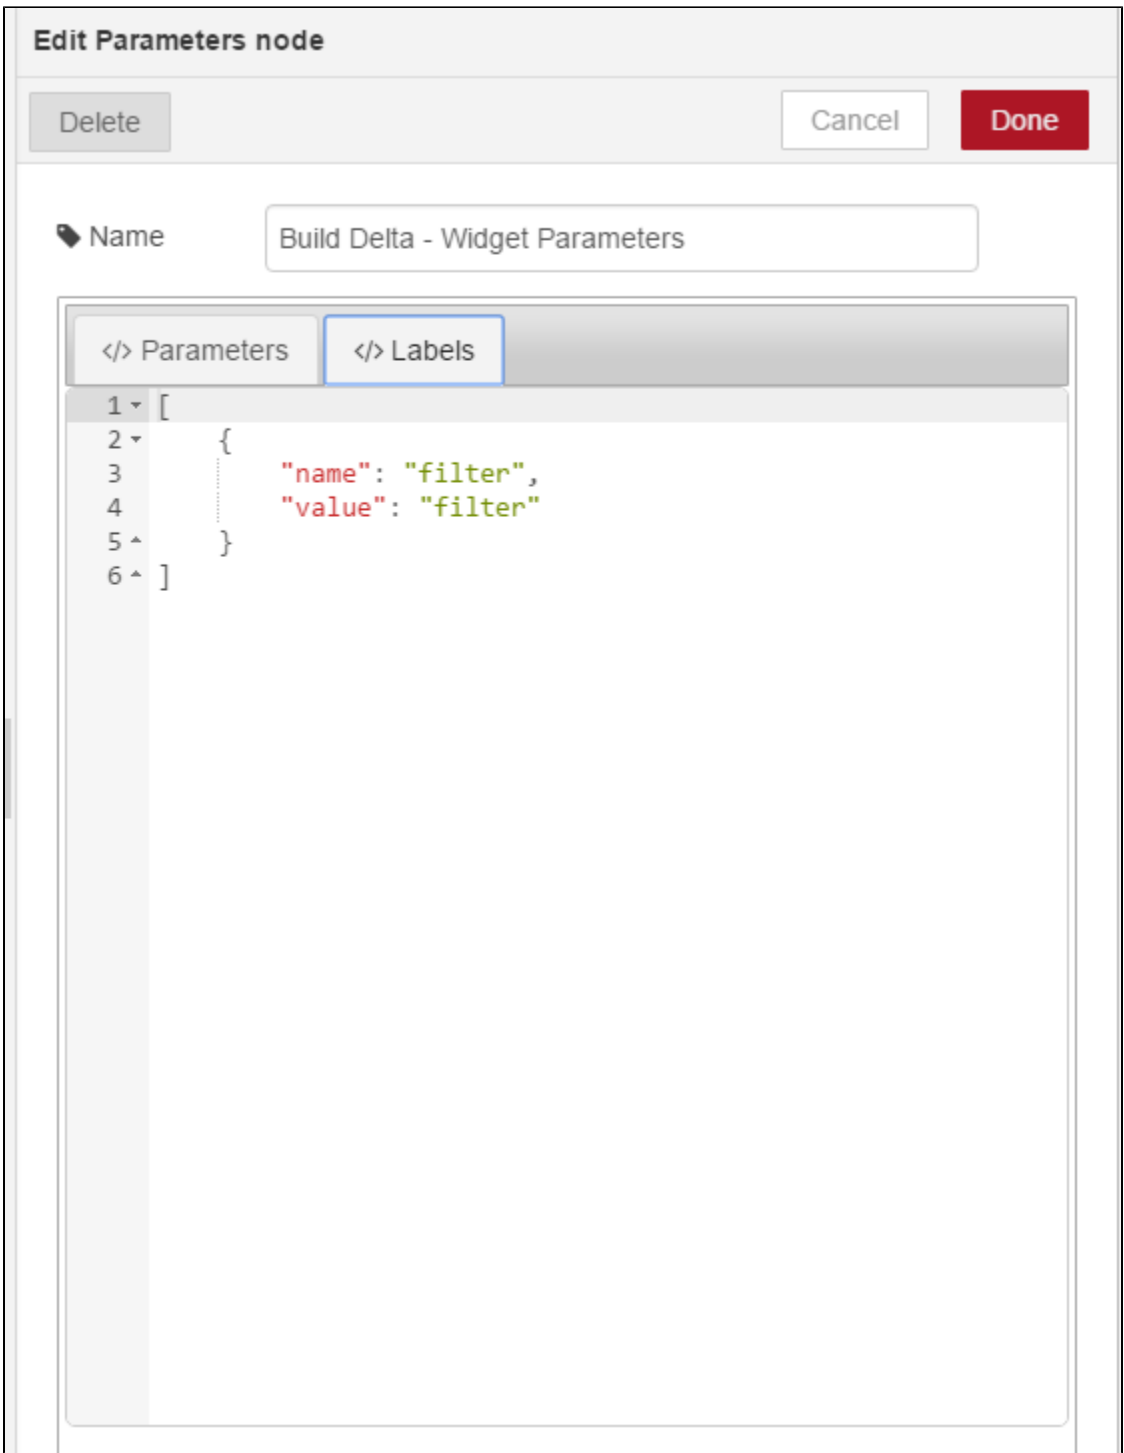 Edit Parameters node
Delete Cancel Done
Name Build Delta - Widget Parameters
</> Parameters </> Labels
1 [
2 {
3 "name": "filter",
4 "value": "filter"
5 }
6 ]